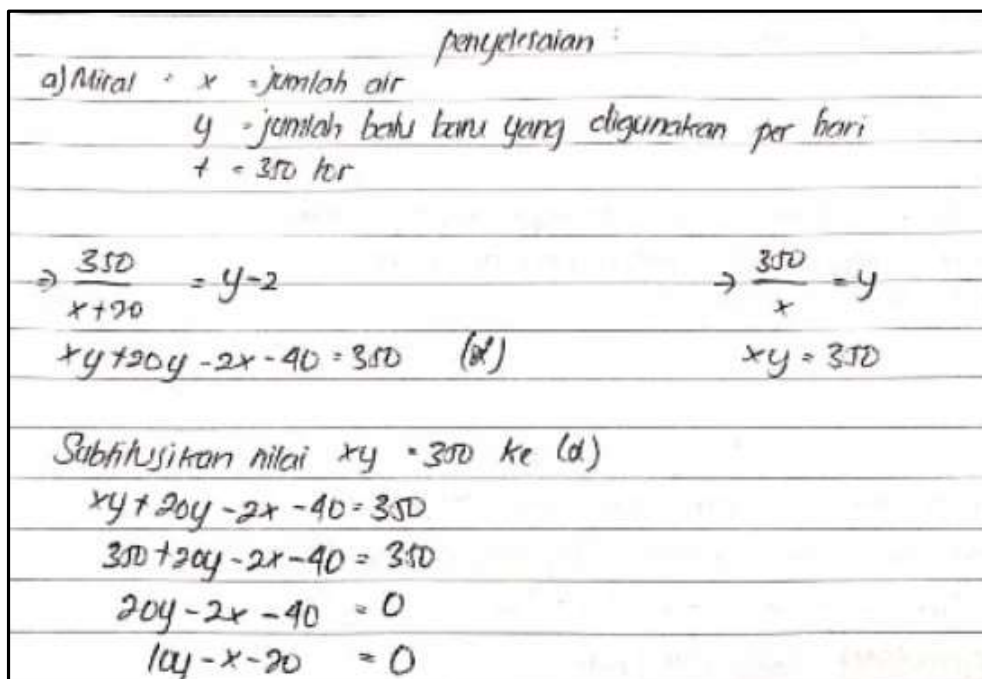 penyelesaian :
a) Misal : x = jumlah air
y = jumlah batu baru yang digunakan per hari
t = 350 ton
⇒ 350/(x+20) = y-2 → 350/x = y
xy+20y-2x-40=350 (α) xy = 350
Subtitusikan nilai xy = 350 ke (α)
xy+20y-2x-40=350
350+20y-2x-40=350
20y-2x-40 = 0
10y-x-20 = 0